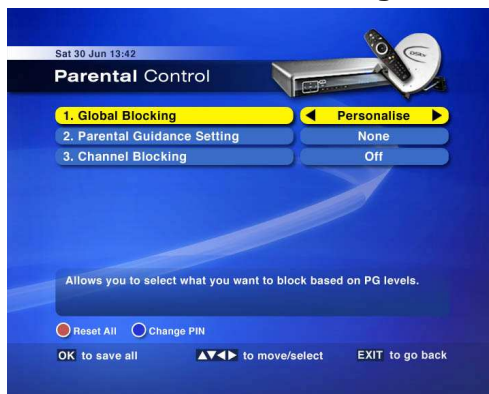 Sat 30 Jun 13:42
DStv
Parental Control
1. Global Blocking Personalise
2. Parental Guidance Setting None
3. Channel Blocking Off
Allows you to select what you want to block based on PG levels.
Reset All Change PIN
OK to save all ▲▼◀▶ to move/select EXIT to go back